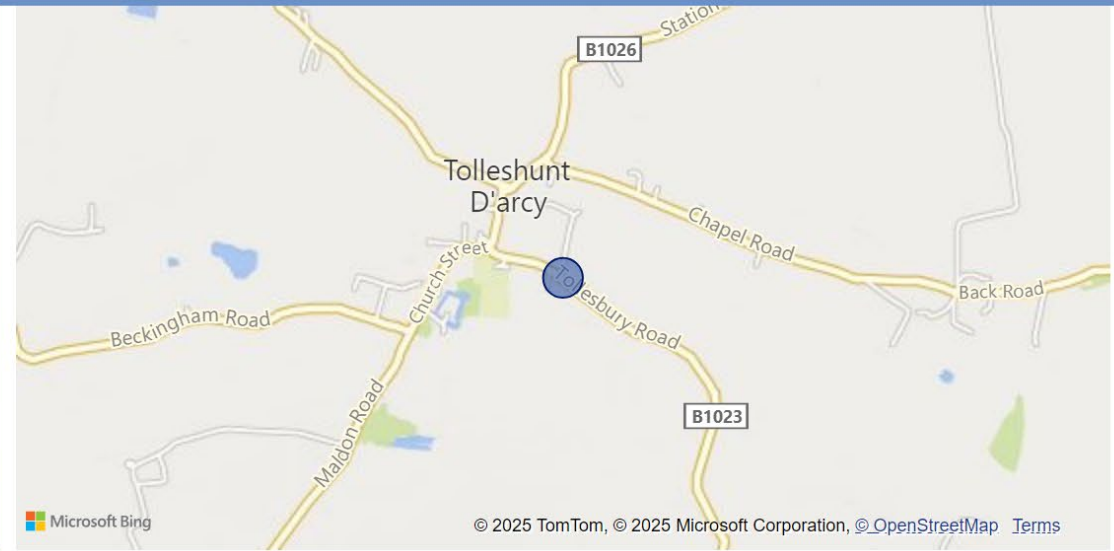 Station
B1026
Tolleshunt
D'arcy
Chapel Road
Church Street
Tollesbury Road
Back Road
Beckingham Road
B1023
Maldon Road
Microsoft Bing
© 2025 TomTom, © 2025 Microsoft Corporation, © OpenStreetMap Terms